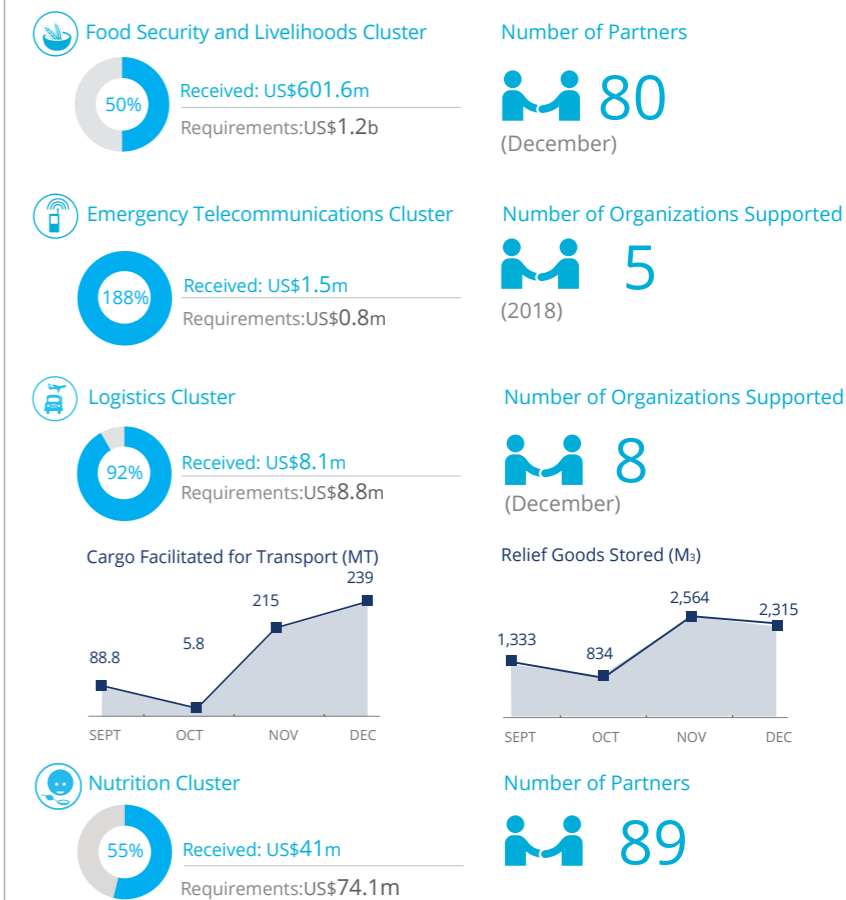 Food Security and Livelihoods Cluster
Number of Partners
50%
Received: US$601.6m
Requirements:US$1.2b
80
(December)
Emergency Telecommunications Cluster
Number of Organizations Supported
188%
Received: US$1.5m
Requirements:US$0.8m
5
(2018)
Logistics Cluster
Number of Organizations Supported
92%
Received: US$8.1m
Requirements:US$8.8m
8
(December)
Cargo Facilitated for Transport (MT)
88.8
5.8
215
239
SEPT OCT NOV DEC
Relief Goods Stored (M3)
1,333
834
2,564
2,315
SEPT OCT NOV DEC
Nutrition Cluster
Number of Partners
55%
Received: US$41m
Requirements:US$74.1m
89